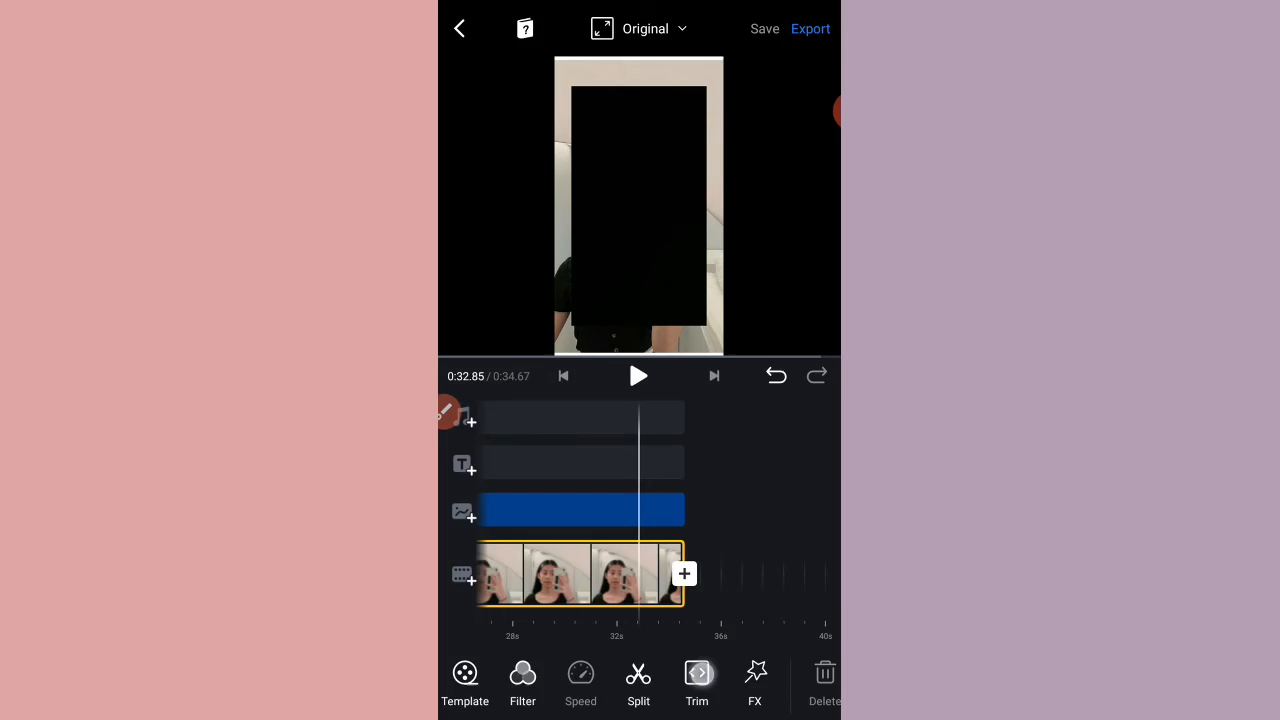 Original
Save
Export
0:32.85 / 0:34.67
T
28s
32s
36s
40s
Template
Filter
Speed
Split
Trim
FX
Delete